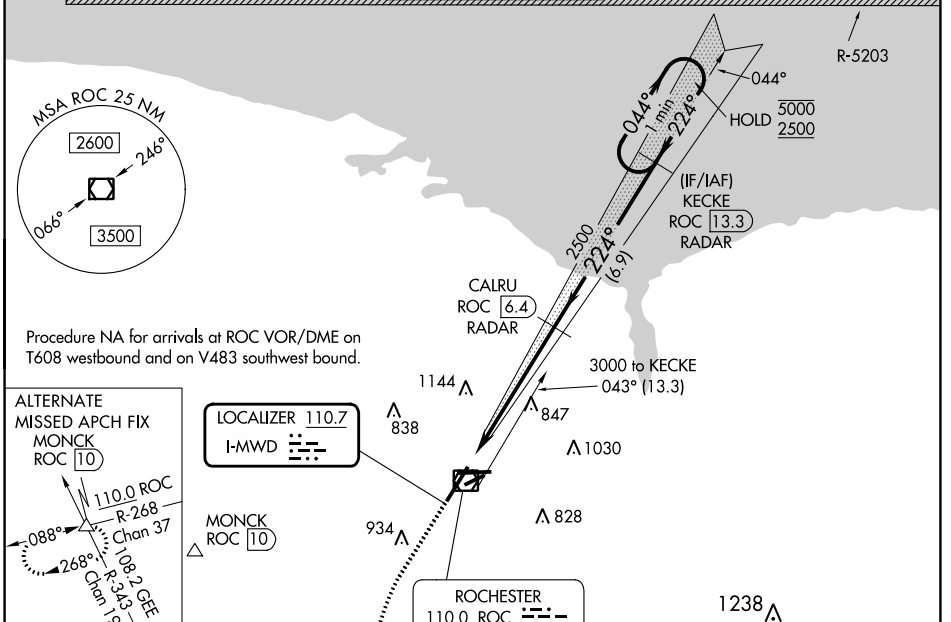 R-5203
044°
HOLD 5000
2500
044°
1 min
224°
MSA ROC 25 NM
2600
246°
066°
3500
(IF/IAF)
KECKE
ROC 13.3
RADAR
2500
224°
(6.9)
CALRU
ROC 6.4
RADAR
Procedure NA for arrivals at ROC VOR/DME on
T608 westbound and on V483 southwest bound.
3000 to KECKE
043° (13.3)
1144
838
847
1030
LOCALIZER 110.7
I-MWD
828
934
ALTERNATE
MISSED APCH FIX
MONCK
ROC 10
110.0 ROC
R-268
Chan 37
088°
268°
108.2 GEE
R-343
Chan 19
MONCK
ROC 10
ROCHESTER
110.0 ROC
1238